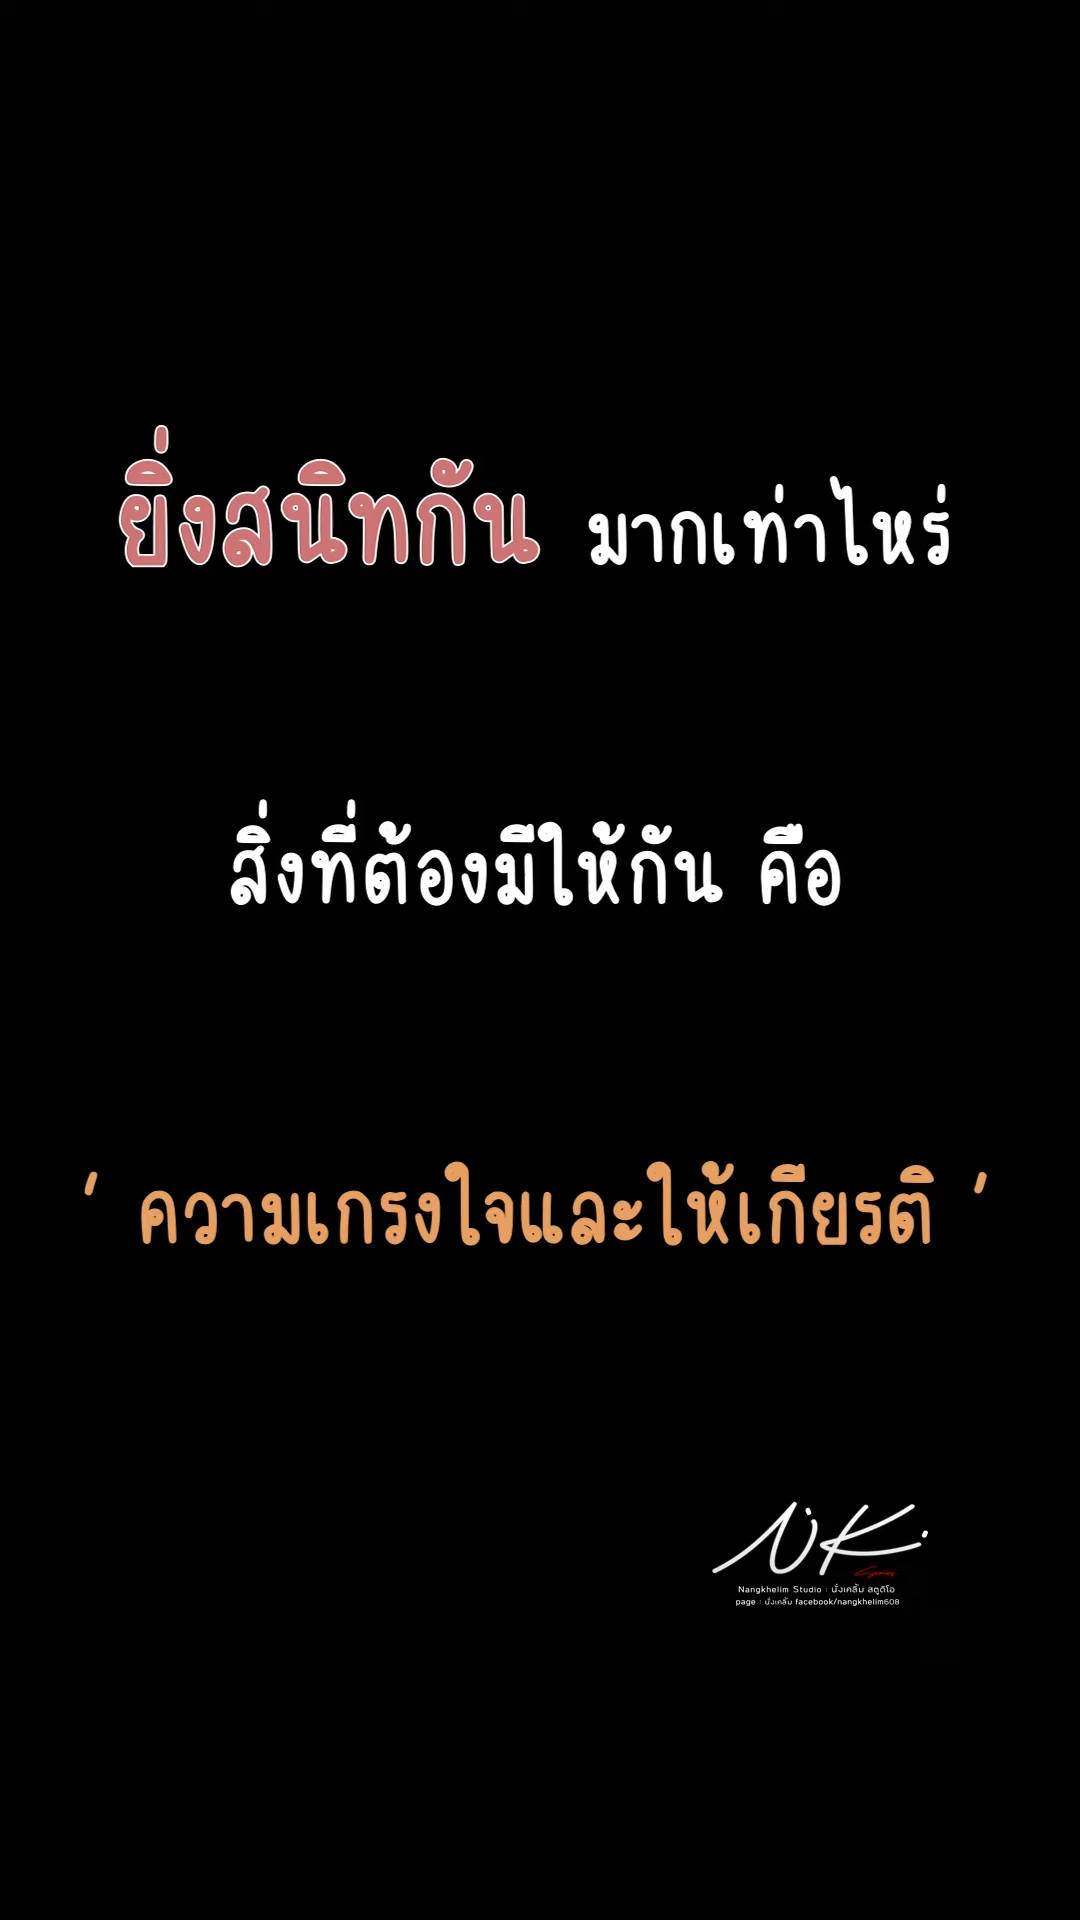 ยิ่งสนิทกัน มากเท่าไหร่
สิ่งที่ต้องมีให้กัน คือ
' ความเกรงใจและให้เกียรติ '
NK
Nangkhelim Studio : นั่งเคลิ้ม สตูดิโอ
page : นั่งเคลิ้ม facebook/nangkhelim608